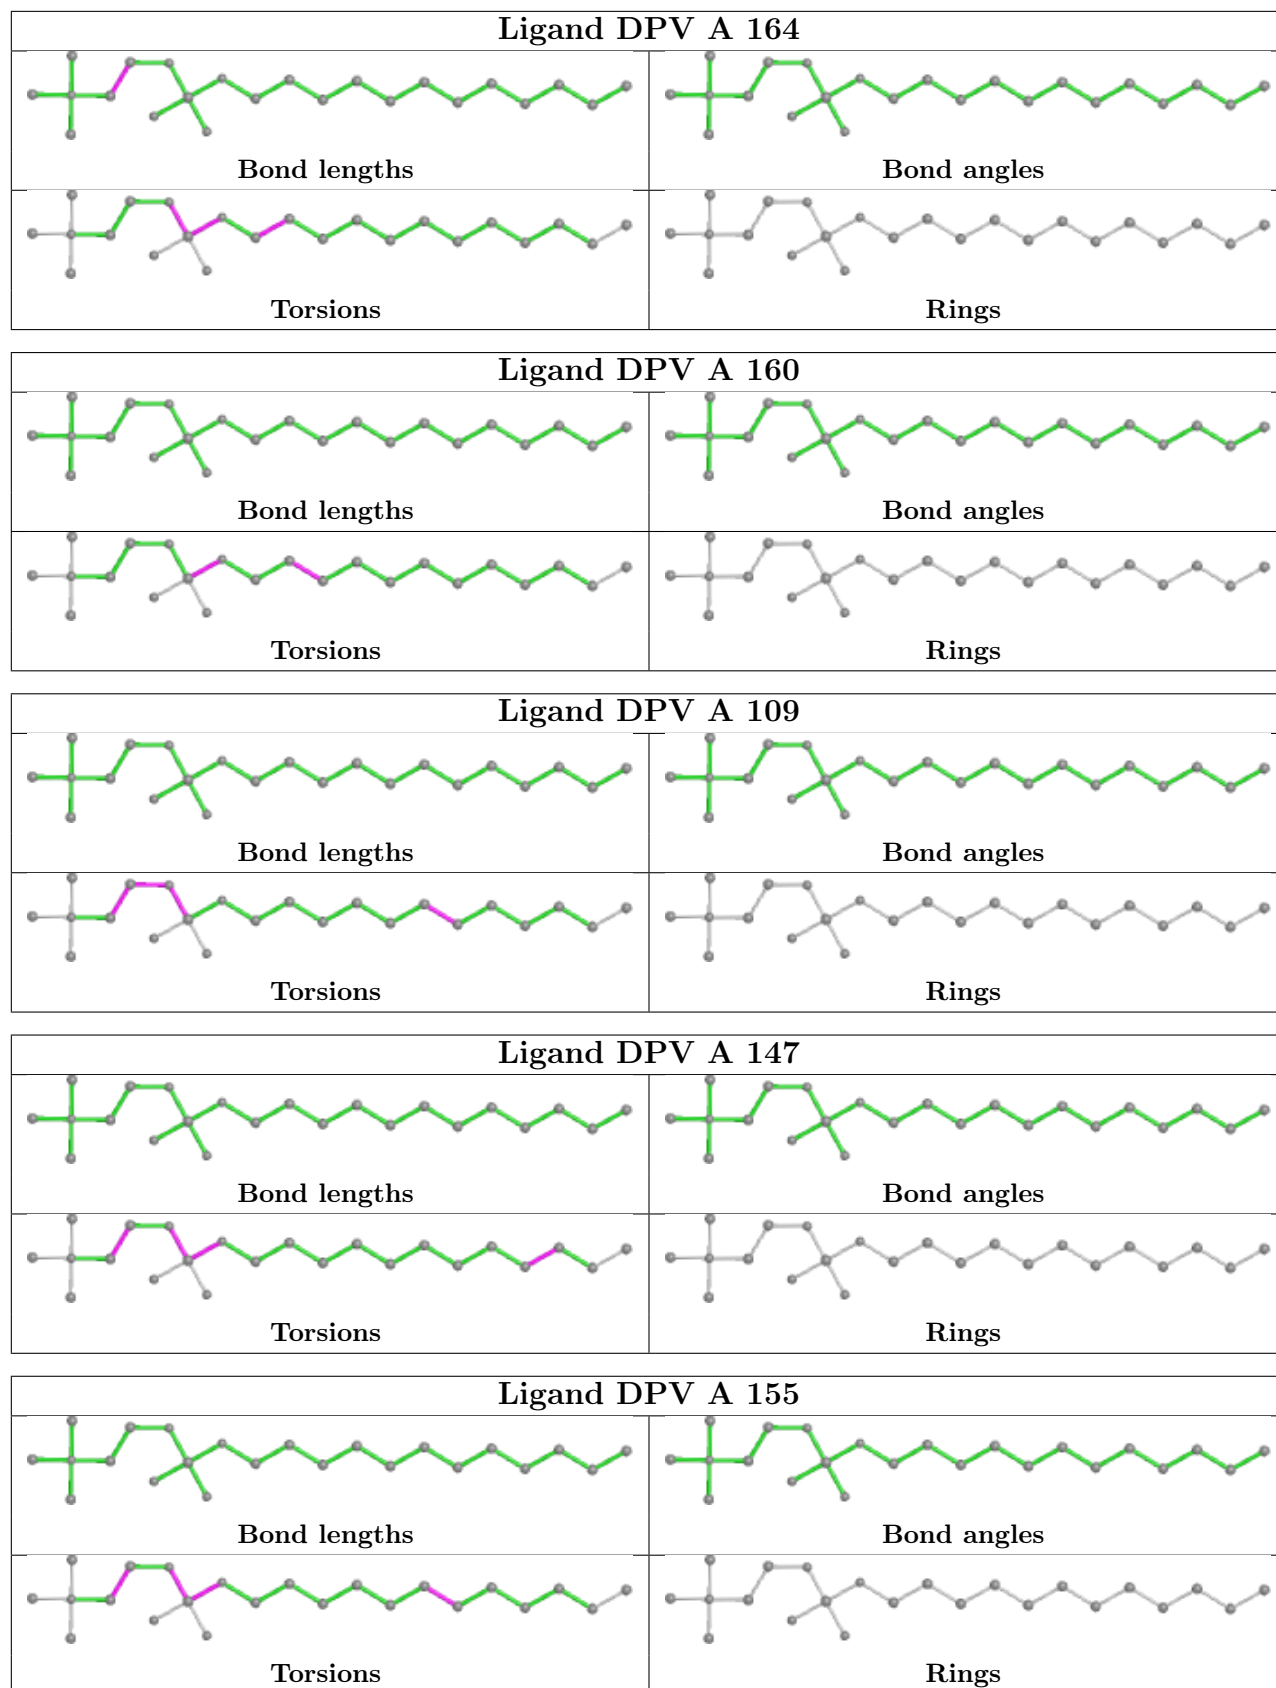 Ligand DPV A 164
Bond lengths
Bond angles
Torsions
Rings
Ligand DPV A 160
Bond lengths
Bond angles
Torsions
Rings
Ligand DPV A 109
Bond lengths
Bond angles
Torsions
Rings
Ligand DPV A 147
Bond lengths
Bond angles
Torsions
Rings
Ligand DPV A 155
Bond lengths
Bond angles
Torsions
Rings